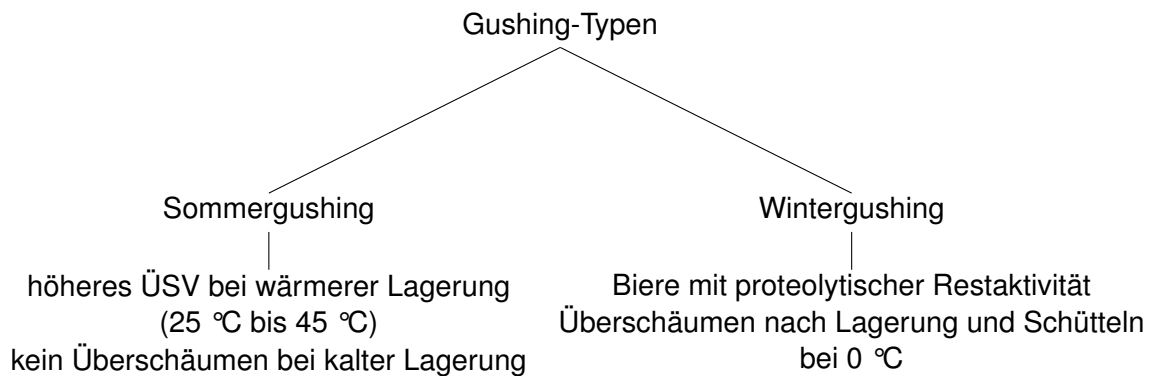 Gushing-Typen
Sommergushing
höheres ÜSV bei wärmerer Lagerung
(25 °C bis 45 °C)
kein Überschäumen bei kalter Lagerung
Wintergushing
Biere mit proteolytischer Restaktivität
Überschäumen nach Lagerung und Schütteln
bei 0 °C